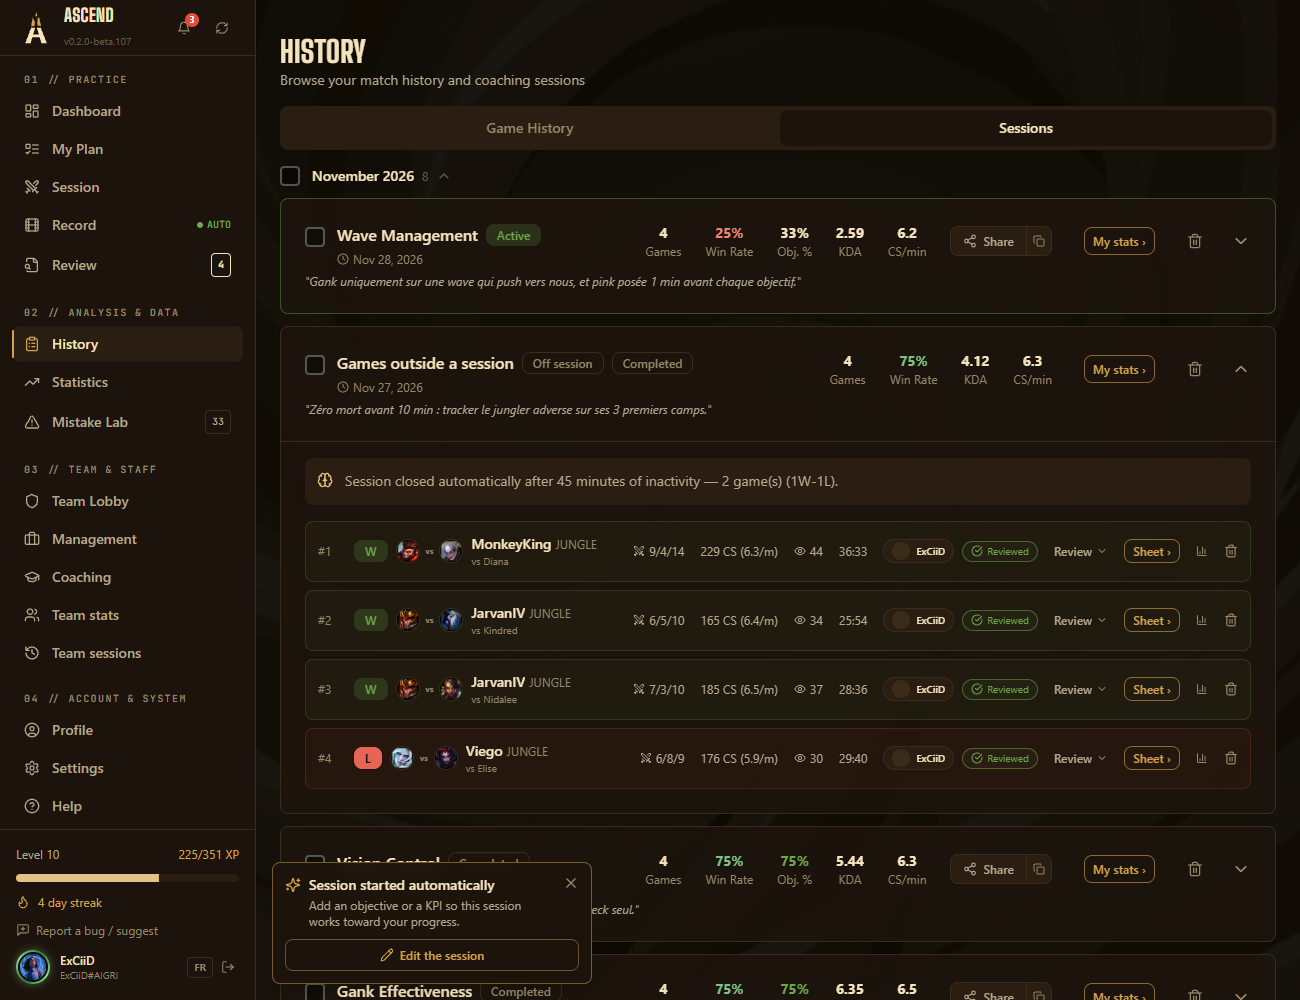 ASCEND
v0.2.0-beta.107
3
01 // PRACTICE
Dashboard
My Plan
Session
Record
AUTO
Review
4
02 // ANALYSIS & DATA
History
Statistics
Mistake Lab
33
03 // TEAM & STAFF
Team Lobby
Management
Coaching
Team stats
Team sessions
04 // ACCOUNT & SYSTEM
Profile
Settings
Help
Level 10
225/351 XP
4 day streak
Report a bug / suggest
ExCiiD
ExCiiD#AIGRI
FR
HISTORY
Browse your match history and coaching sessions
Game History
Sessions
November 2026 8
Wave Management Active
Nov 28, 2026
4 Games
25% Win Rate
33% Obj. %
2.59 KDA
6.2 CS/min
Share
My stats ›
"Gank uniquement sur une wave qui push vers nous, et pink posée 1 min avant chaque objectif."
Games outside a session Off session Completed
Nov 27, 2026
4 Games
75% Win Rate
4.12 KDA
6.3 CS/min
My stats ›
"Zéro mort avant 10 min : tracker le jungler adverse sur ses 3 premiers camps."
Session closed automatically after 45 minutes of inactivity — 2 game(s) (1W-1L).
#1 W vs MonkeyKing JUNGLE 9/4/14 229 CS (6.3/m) 44 36:33 ExCiiD Reviewed Review Sheet ›
vs Diana
#2 W vs JarvanIV JUNGLE 6/5/10 165 CS (6.4/m) 34 25:54 ExCiiD Reviewed Review Sheet ›
vs Kindred
#3 W vs JarvanIV JUNGLE 7/3/10 185 CS (6.5/m) 37 28:36 ExCiiD Reviewed Review Sheet ›
vs Nidalee
#4 L vs Viego JUNGLE 6/8/9 176 CS (5.9/m) 30 29:40 ExCiiD Reviewed Review Sheet ›
vs Elise
Vision Control Completed
4 Games
75% Win Rate
75% Obj. %
5.44 KDA
6.3 CS/min
Share
My stats ›
seul."
Session started automatically
Add an objective or a KPI so this session
works toward your progress.
Edit the session
Gank Effectiveness Completed
4
75%
75%
6.35
6.5
Share
My stats ›